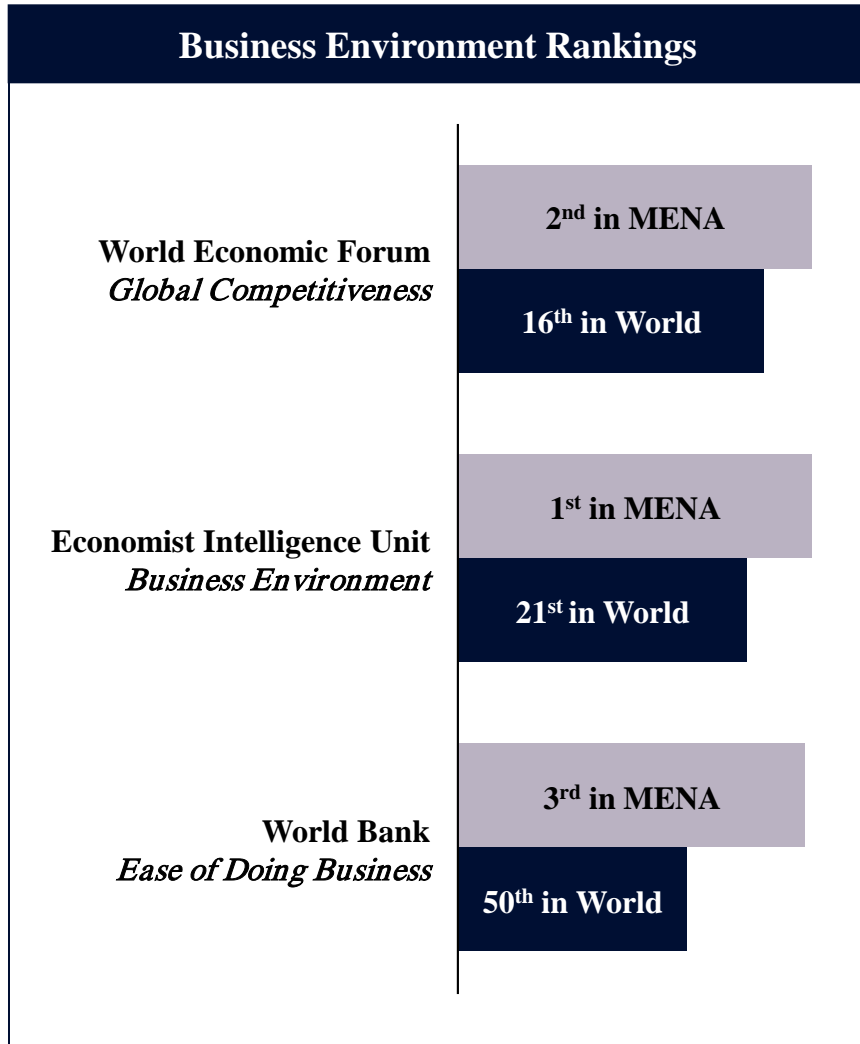 Business Environment Rankings
2nd in MENA
World Economic Forum
Global Competitiveness
16th in World
1st in MENA
Economist Intelligence Unit
Business Environment
21st in World
3rd in MENA
World Bank
Ease of Doing Business
50th in World